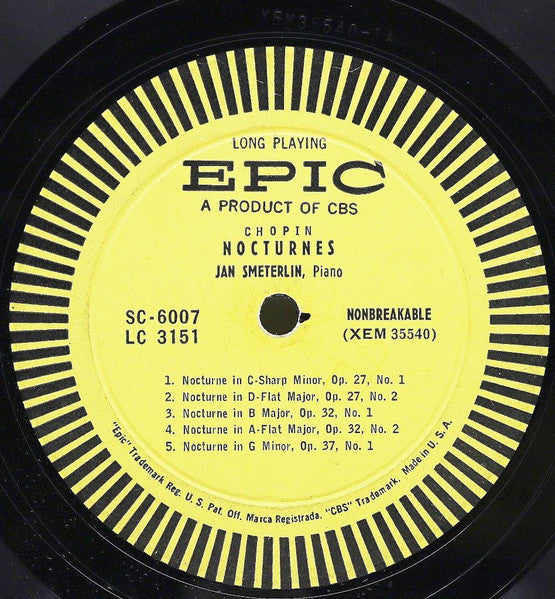 XEM35540-1A
LONG PLAYING
EPIC
A PRODUCT OF CBS
CHOPIN
NOCTURNES
JAN SMETERLIN, Piano
SC-6007
LC 3151
NONBREAKABLE
(XEM 35540)
1. Nocturne in C-Sharp Minor, Op. 27, No. 1
2. Nocturne in D-Flat Major, Op. 27, No. 2
3. Nocturne in B Major, Op. 32, No. 1
4. Nocturne in A-Flat Major, Op. 32, No. 2
5. Nocturne in G Minor, Op. 37, No. 1
"Epic" Trademark Reg. U. S. Pat. Off. Marca Registrada. "CBS" Trademark. Made in U. S. A.